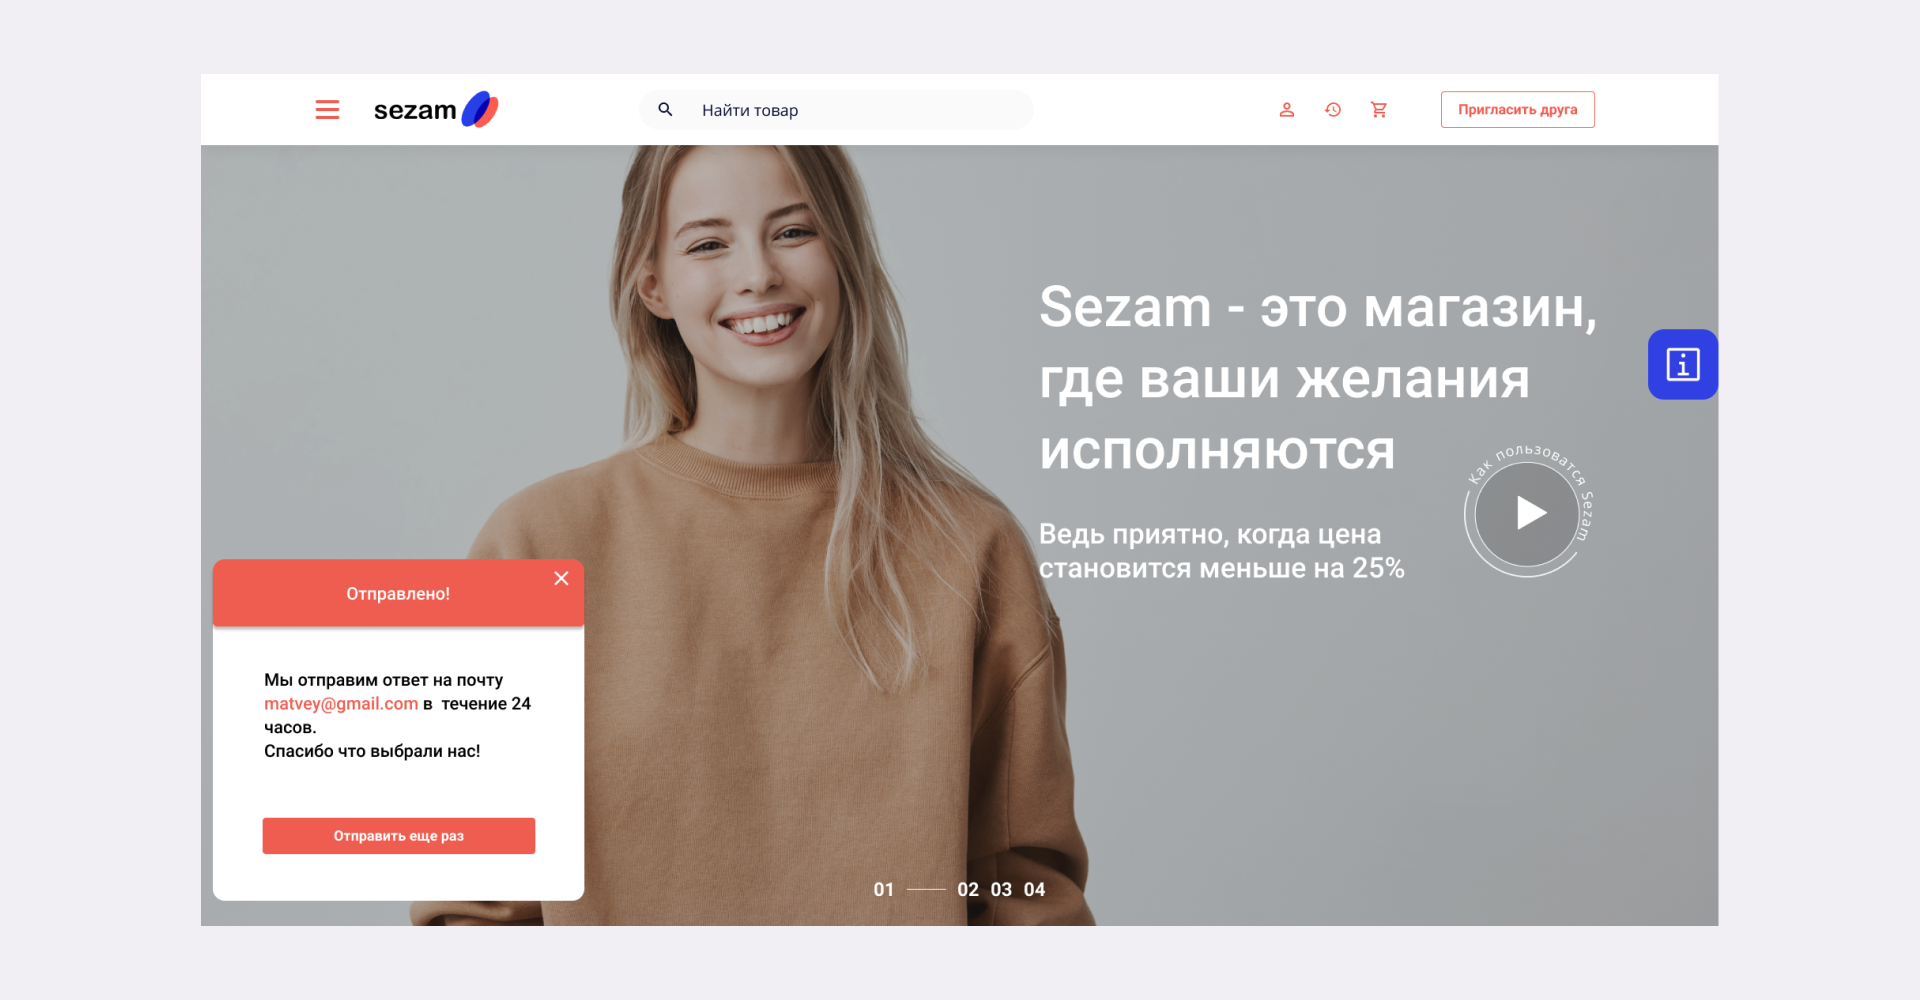 sezam
Найти товар
Пригласить друга
Sezam - это магазин,
где ваши желания
исполняются
Как пользоватся Sezam
Ведь приятно, когда цена
становится меньше на 25%
Отправлено!
Мы отправим ответ на почту
matvey@gmail.com в  течение 24
часов.
Спасибо что выбрали нас!
Отправить еще раз
01 02 03 04